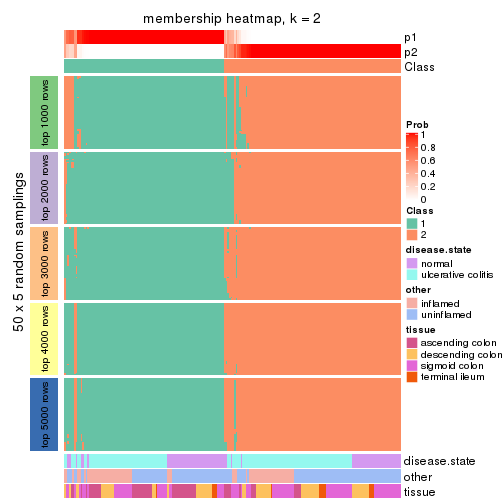 membership heatmap, k = 2
p1
p2
Class
50 x 5 random samplings
top 1000 rows
top 2000 rows
top 3000 rows
top 4000 rows
top 5000 rows
disease.state
other
tissue
Prob
1
0.8
0.6
0.4
0.2
0
Class
1
2
disease.state
normal
ulcerative colitis
other
inflamed
uninflamed
tissue
ascending colon
descending colon
sigmoid colon
terminal ileum